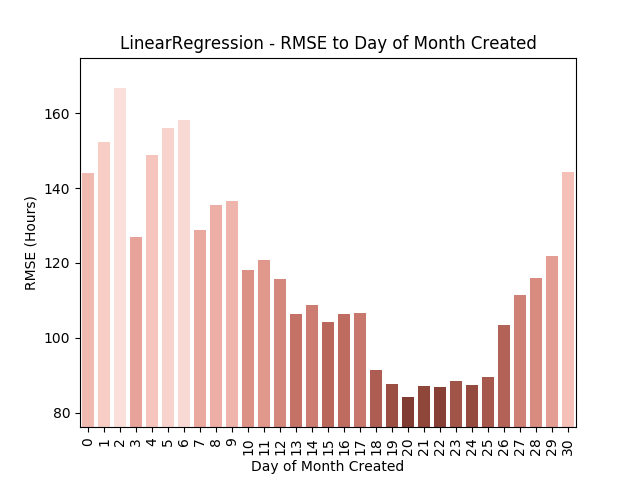 LinearRegression - RMSE to Day of Month Created
RMSE (Hours)
160
140
120
100
80
0 1 2 3 4 5 6 7 8 9 10 11 12 13 14 15 16 17 18 19 20 21 22 23 24 25 26 27 28 29 30
Day of Month Created